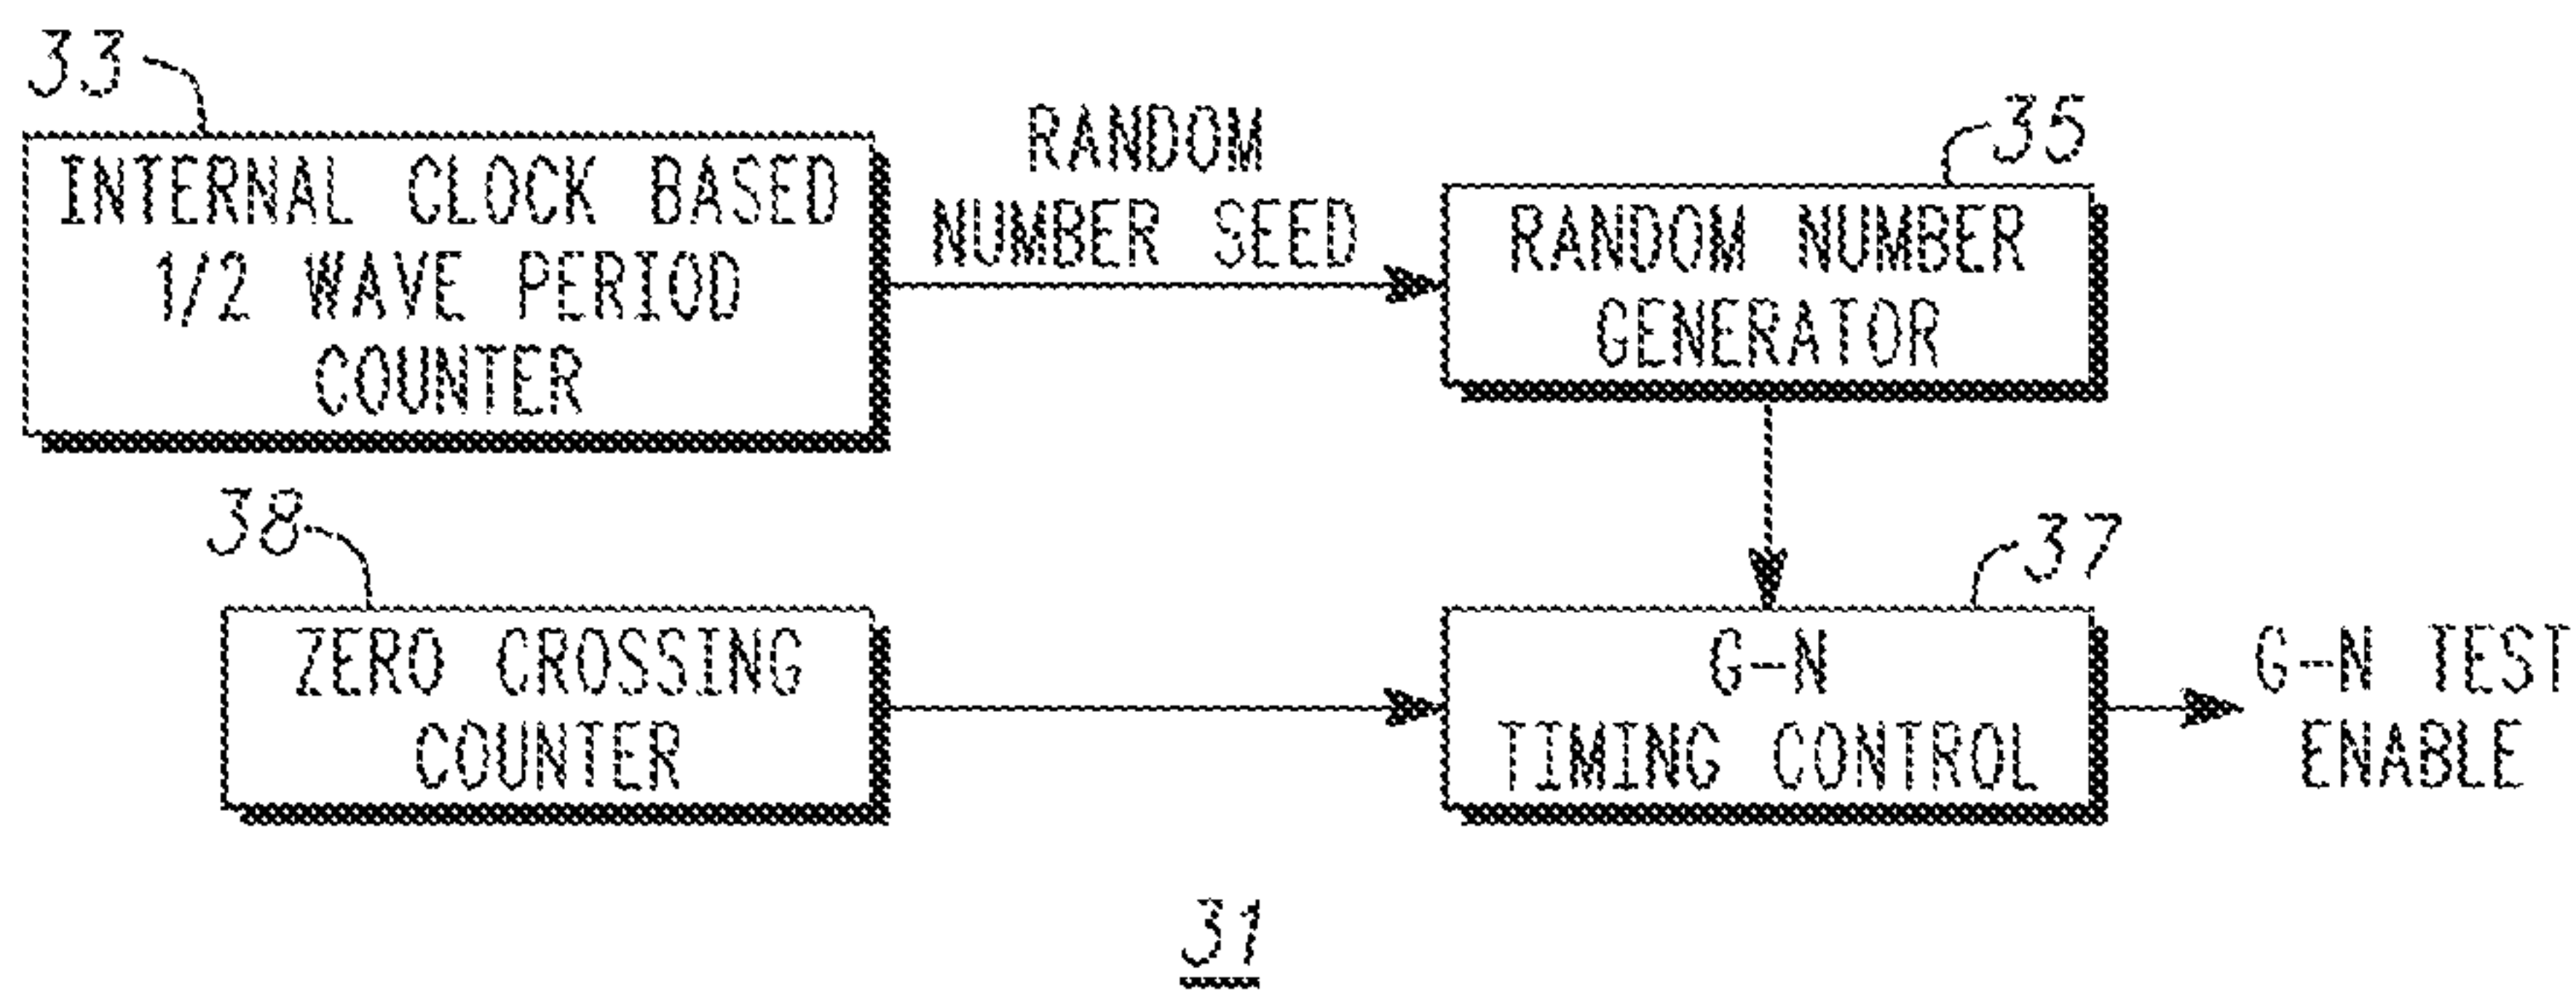 33
INTERNAL CLOCK BASED
1/2 WAVE PERIOD
COUNTER
RANDOM
NUMBER SEED
35
RANDOM NUMBER
GENERATOR
38
ZERO CROSSING
COUNTER
37
G-N
TIMING CONTROL
G-N TEST
ENABLE
31